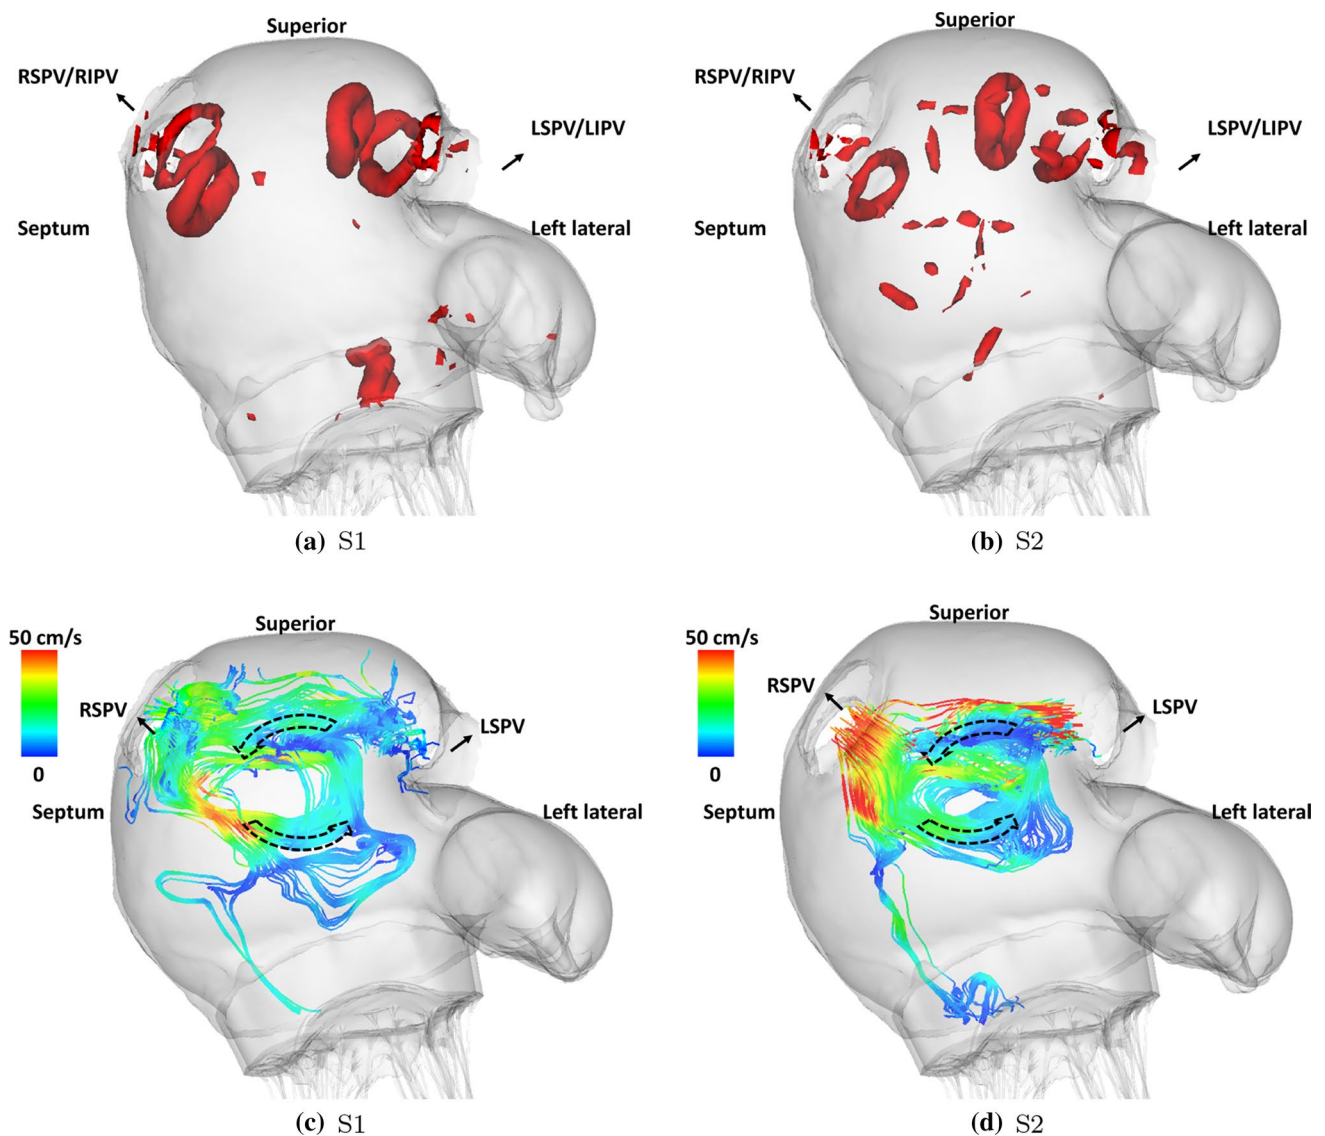 Superior
RSPV/RIPV
LSPV/LIPV
Septum
Left lateral
(a) S1
Superior
RSPV/RIPV
LSPV/LIPV
Septum
Left lateral
(b) S2
50 cm/s
Superior
RSPV
LSPV
0
Septum
Left lateral
(c) S1
50 cm/s
Superior
RSPV
LSPV
0
Septum
Left lateral
(d) S2